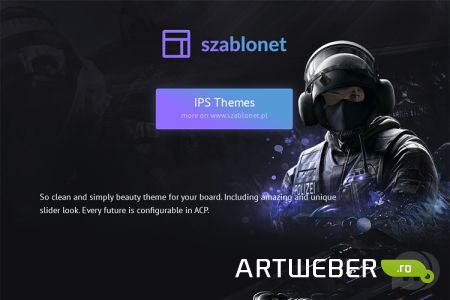 szablonet
IPS Themes
more on www.szablonet.pl
POLIZEI
So clean and simply beauty theme for your board. Including amazing and unique
slider look. Every future is configurable in ACP.
ARTWEBER .ro